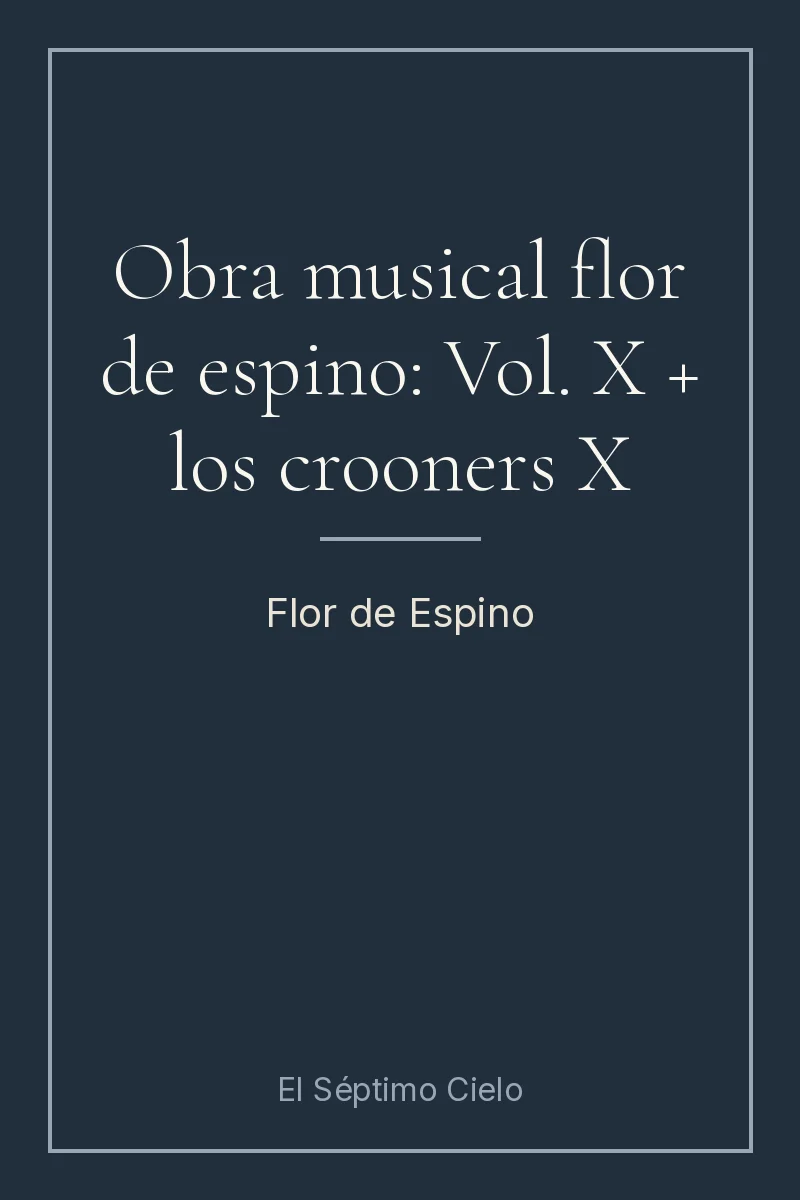 Obra musical flor
de espino: Vol. X +
los crooners X
Flor de Espino
El Séptimo Cielo